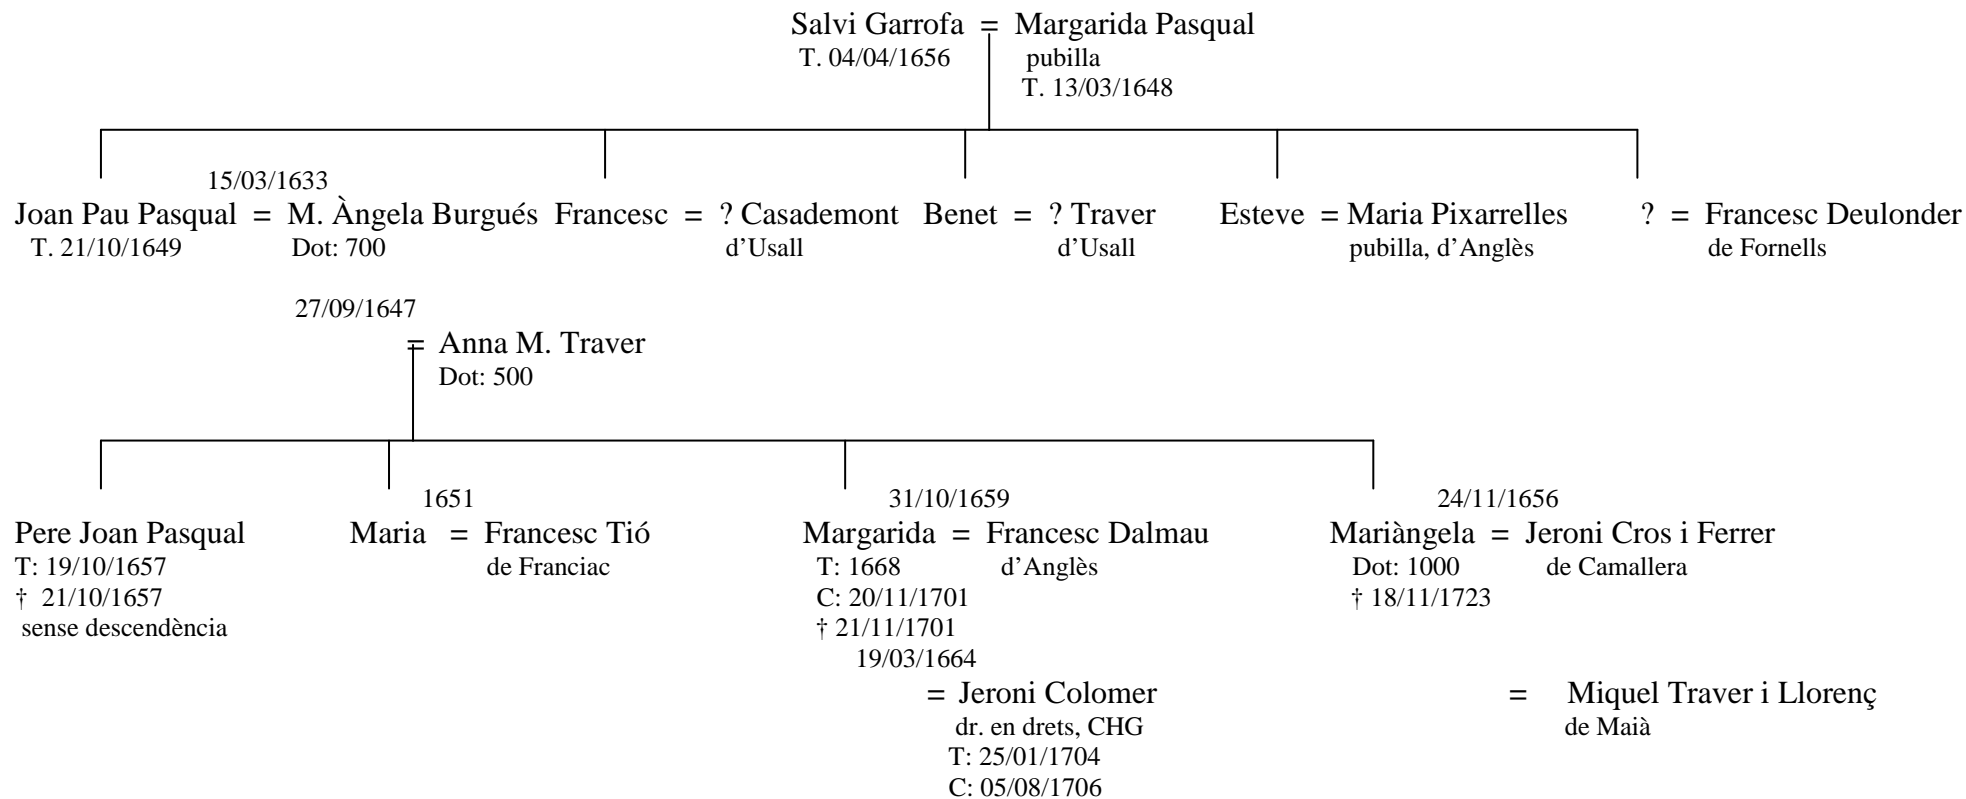 Salvi Garrofa = Margarida Pasqual
T. 04/04/1656 pubilla
T. 13/03/1648
15/03/1633
Joan Pau Pasqual = M. Àngela Burgués Francesc = ? Casademont Benet = ? Traver Esteve = Maria Pixarrelles ? = Francesc Deulonder
T. 21/10/1649 Dot: 700 d'Usall d'Usall pubilla, d'Anglès de Fornells
27/09/1647
= Anna M. Traver
Dot: 500
1651 31/10/1659 24/11/1656
Pere Joan Pasqual Maria = Francesc Tió Margarida = Francesc Dalmau Mariàngela = Jeroni Cros i Ferrer
T: 19/10/1657 de Franciac T: 1668 d'Anglès Dot: 1000 de Camallera
† 21/10/1657 C: 20/11/1701 † 18/11/1723
sense descendència † 21/11/1701
19/03/1664
= Jeroni Colomer = Miquel Traver i Llorenç
dr. en drets, CHG de Maià
T: 25/01/1704
C: 05/08/1706